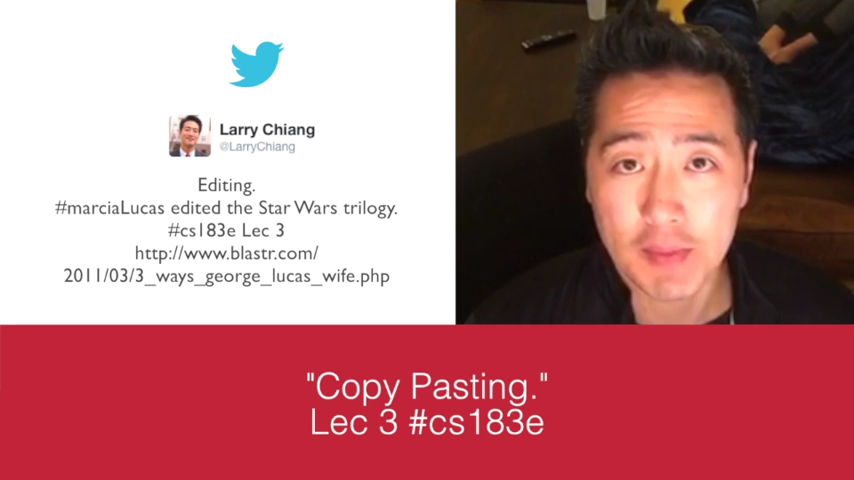 Larry Chiang
@LarryChiang
Editing.
#marciaLucas edited the Star Wars trilogy.
#cs183e Lec 3
http://www.blastr.com/
2011/03/3_ways_george_lucas_wife.php
"Copy Pasting."
Lec 3 #cs183e